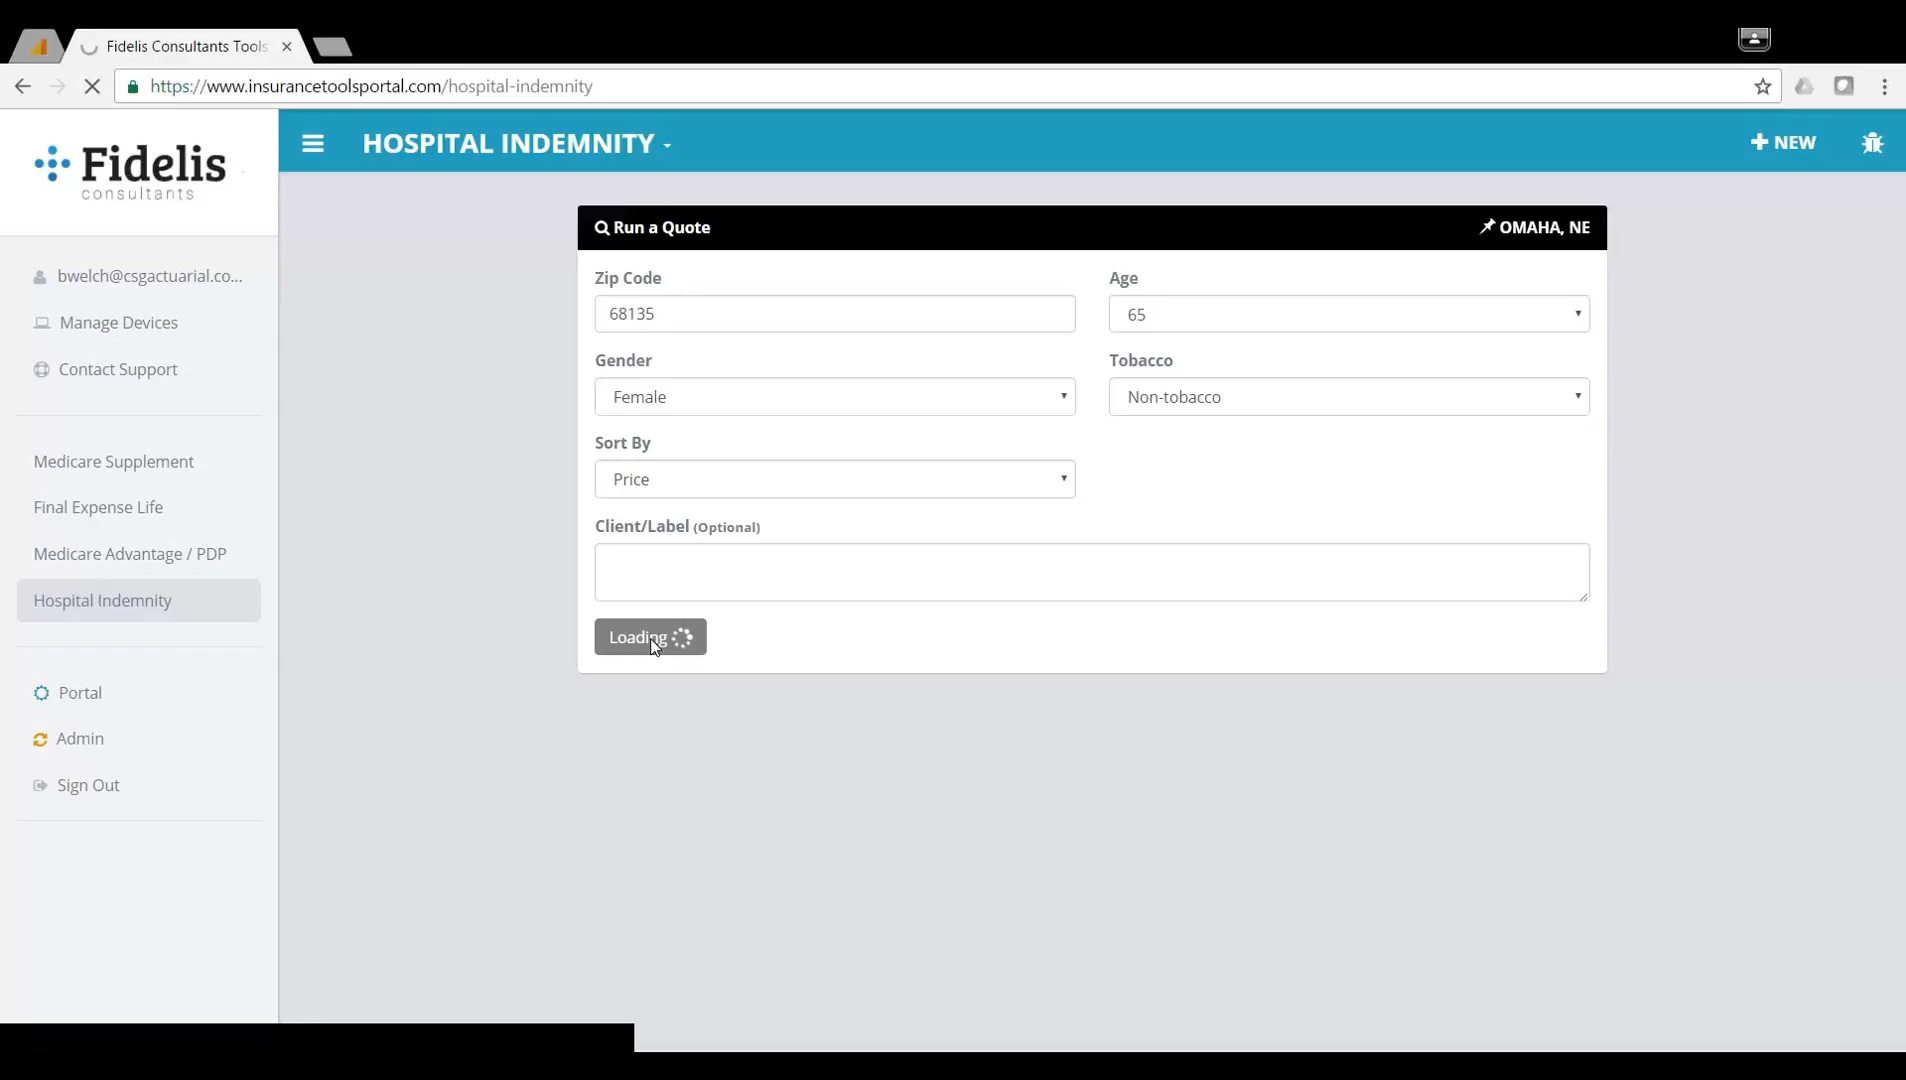 Fidelis Consultants Tools
https://www.insurancetoolsportal.com/hospital-indemnity
Fidelis
consultants
HOSPITAL INDEMNITY
NEW
bwelch@csgactuarial.co...
Manage Devices
Contact Support
Medicare Supplement
Final Expense Life
Medicare Advantage / PDP
Hospital Indemnity
Portal
Admin
Sign Out
Run a Quote
OMAHA, NE
Zip Code
Age
68135
65
Gender
Tobacco
Female
Non-tobacco
Sort By
Price
Client/Label (Optional)
Loading